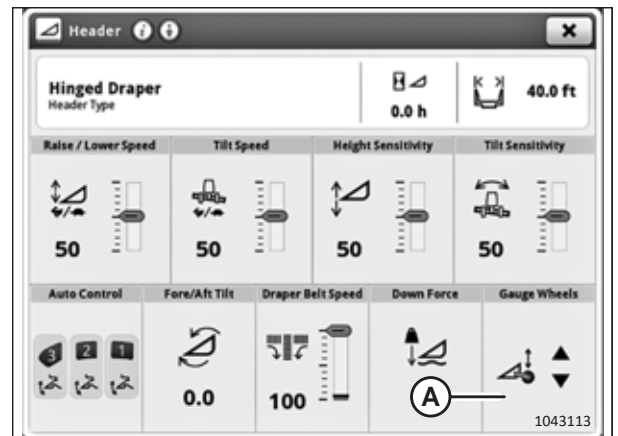 Header
Hinged Draper
Header Type
0.0 h
40.0 ft
Raise / Lower Speed Tilt Speed Height Sensitivity Tilt Sensitivity
50 50 50 50
Auto Control Fore/Aft Tilt Draper Belt Speed Down Force Gauge Wheels
3 2 1
0.0 100
A
1043113